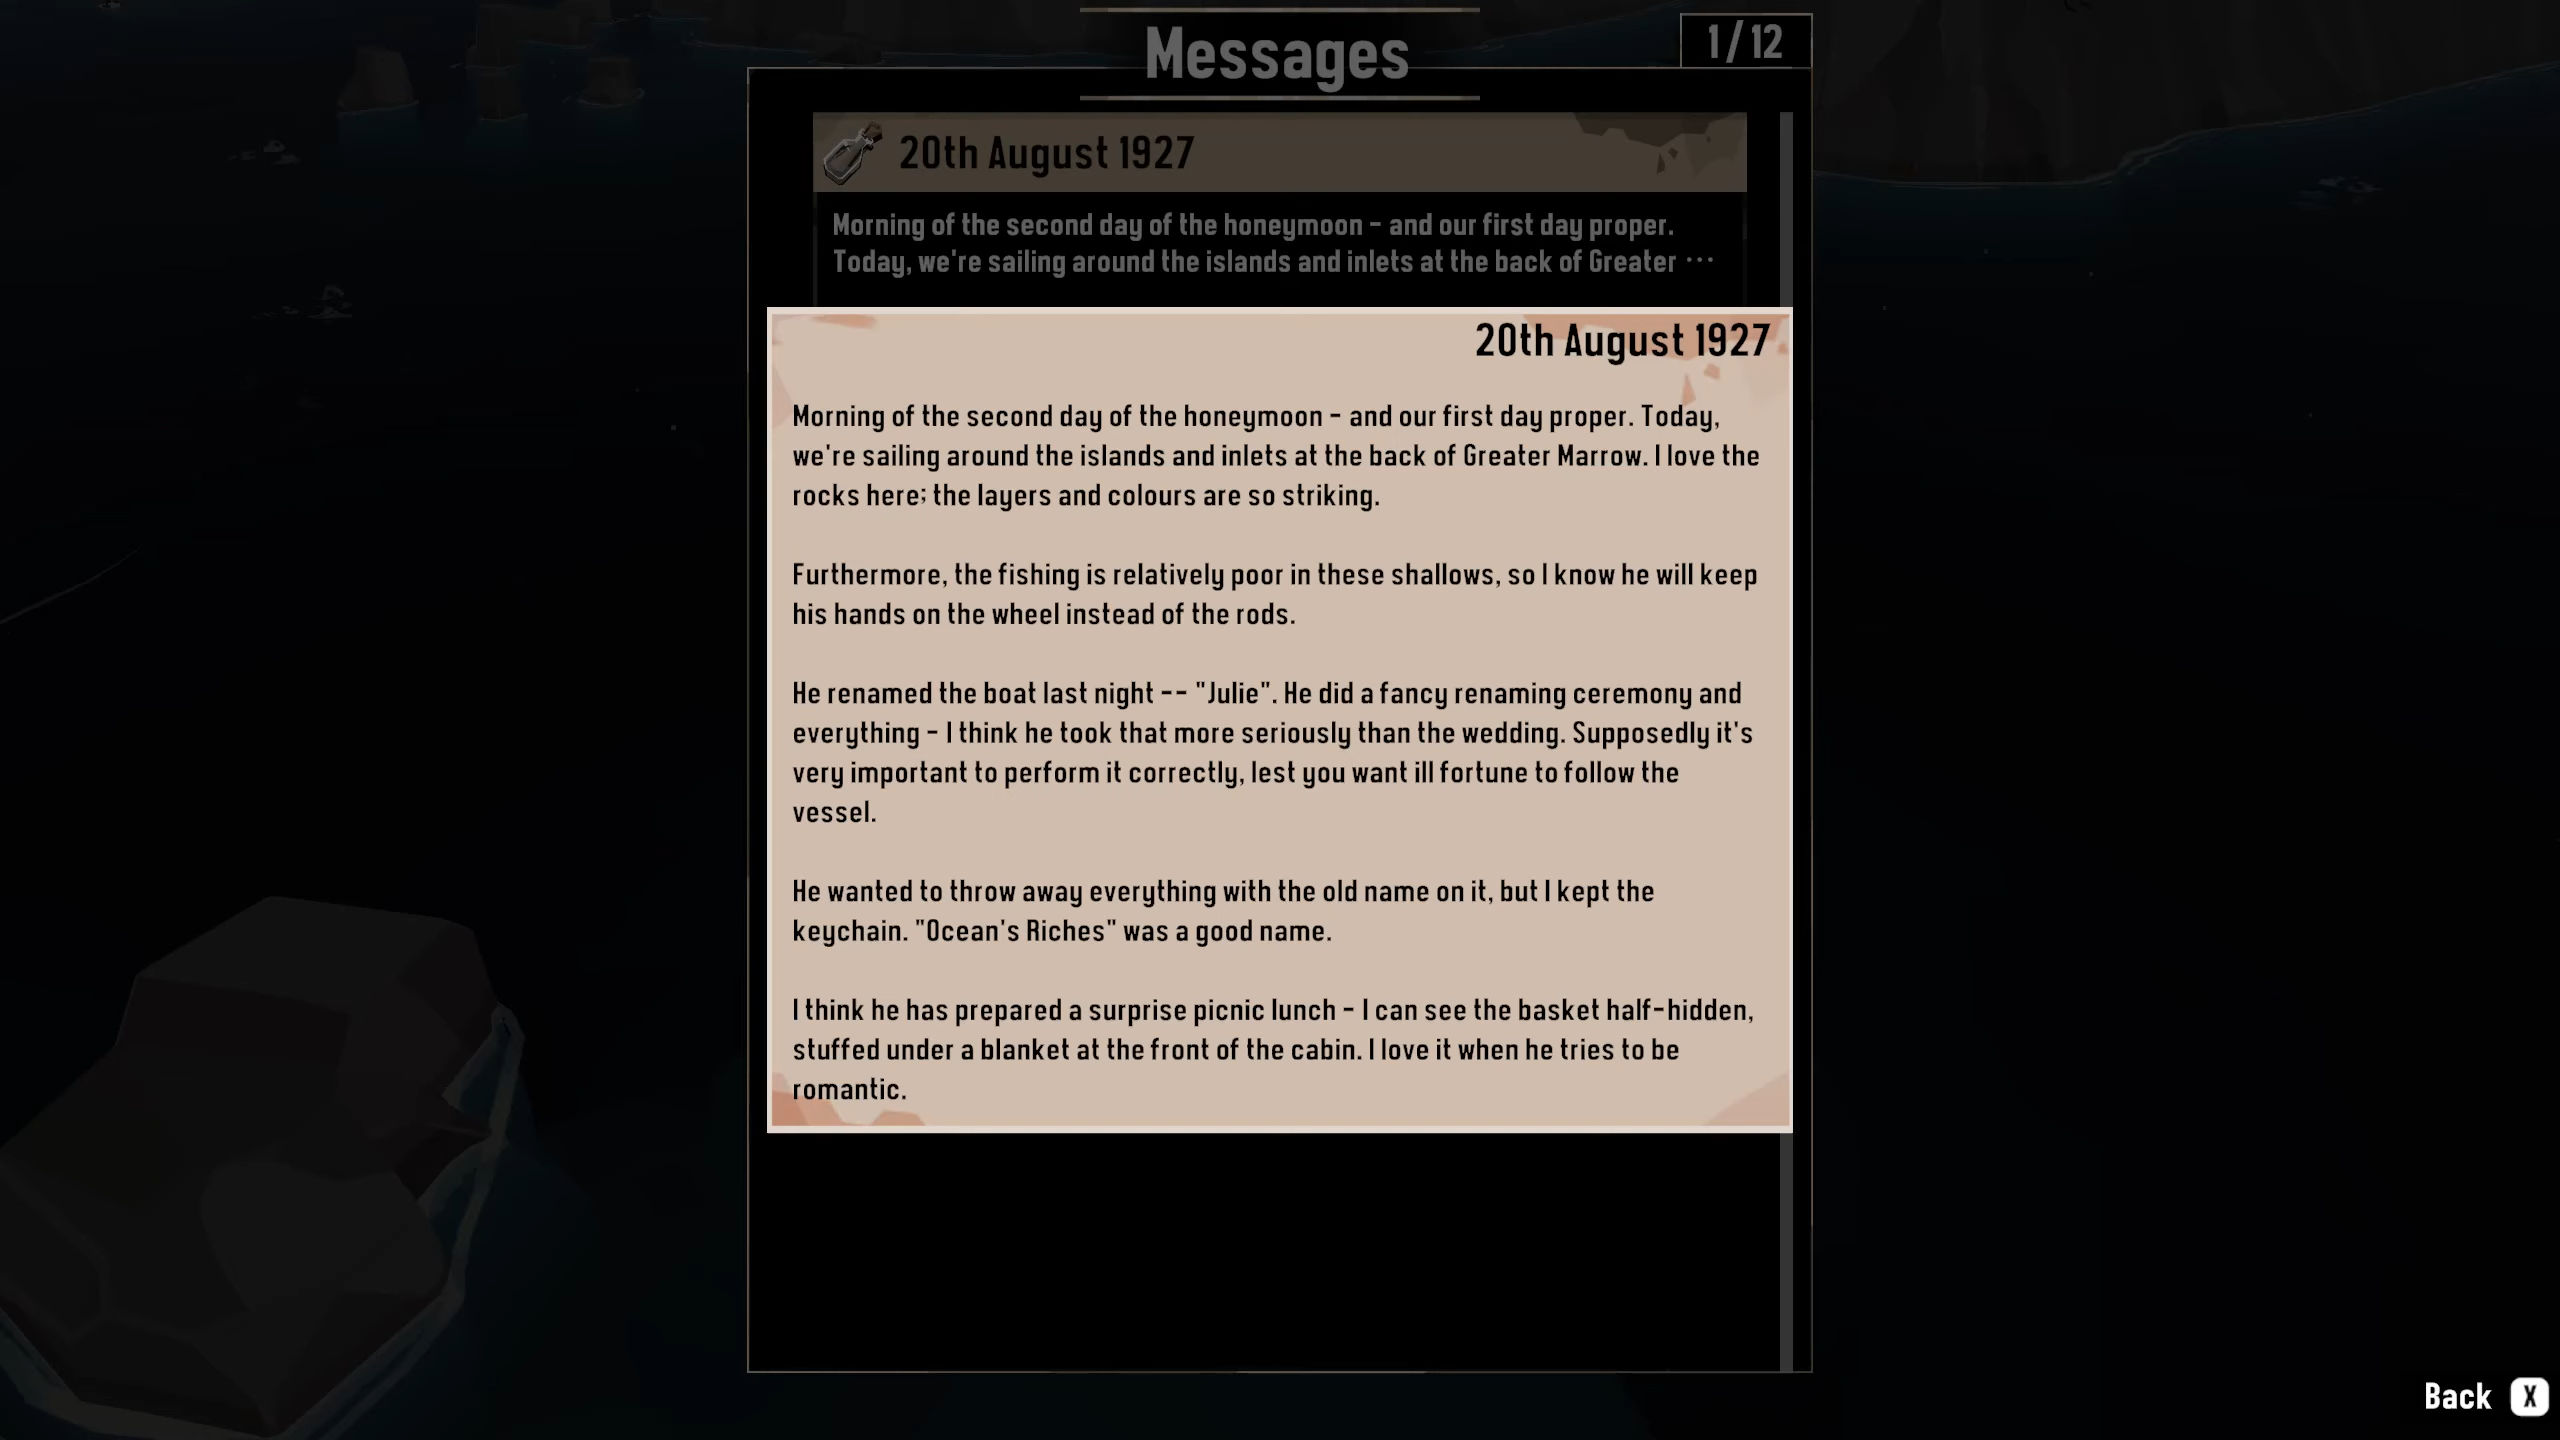 Messages
1/12
20th August 1927
Morning of the second day of the honeymoon - and our first day proper.
Today, we're sailing around the islands and inlets at the back of Greater ...
20th August 1927
Morning of the second day of the honeymoon - and our first day proper. Today,
we're sailing around the islands and inlets at the back of Greater Marrow. I love the
rocks here; the layers and colours are so striking.
Furthermore, the fishing is relatively poor in these shallows, so I know he will keep
his hands on the wheel instead of the rods.
He renamed the boat last night -- "Julie". He did a fancy renaming ceremony and
everything - I think he took that more seriously than the wedding. Supposedly it's
very important to perform it correctly, lest you want ill fortune to follow the
vessel.
He wanted to throw away everything with the old name on it, but I kept the
keychain. "Ocean's Riches" was a good name.
I think he has prepared a surprise picnic lunch - I can see the basket half-hidden,
stuffed under a blanket at the front of the cabin. I love it when he tries to be
romantic.
Back X